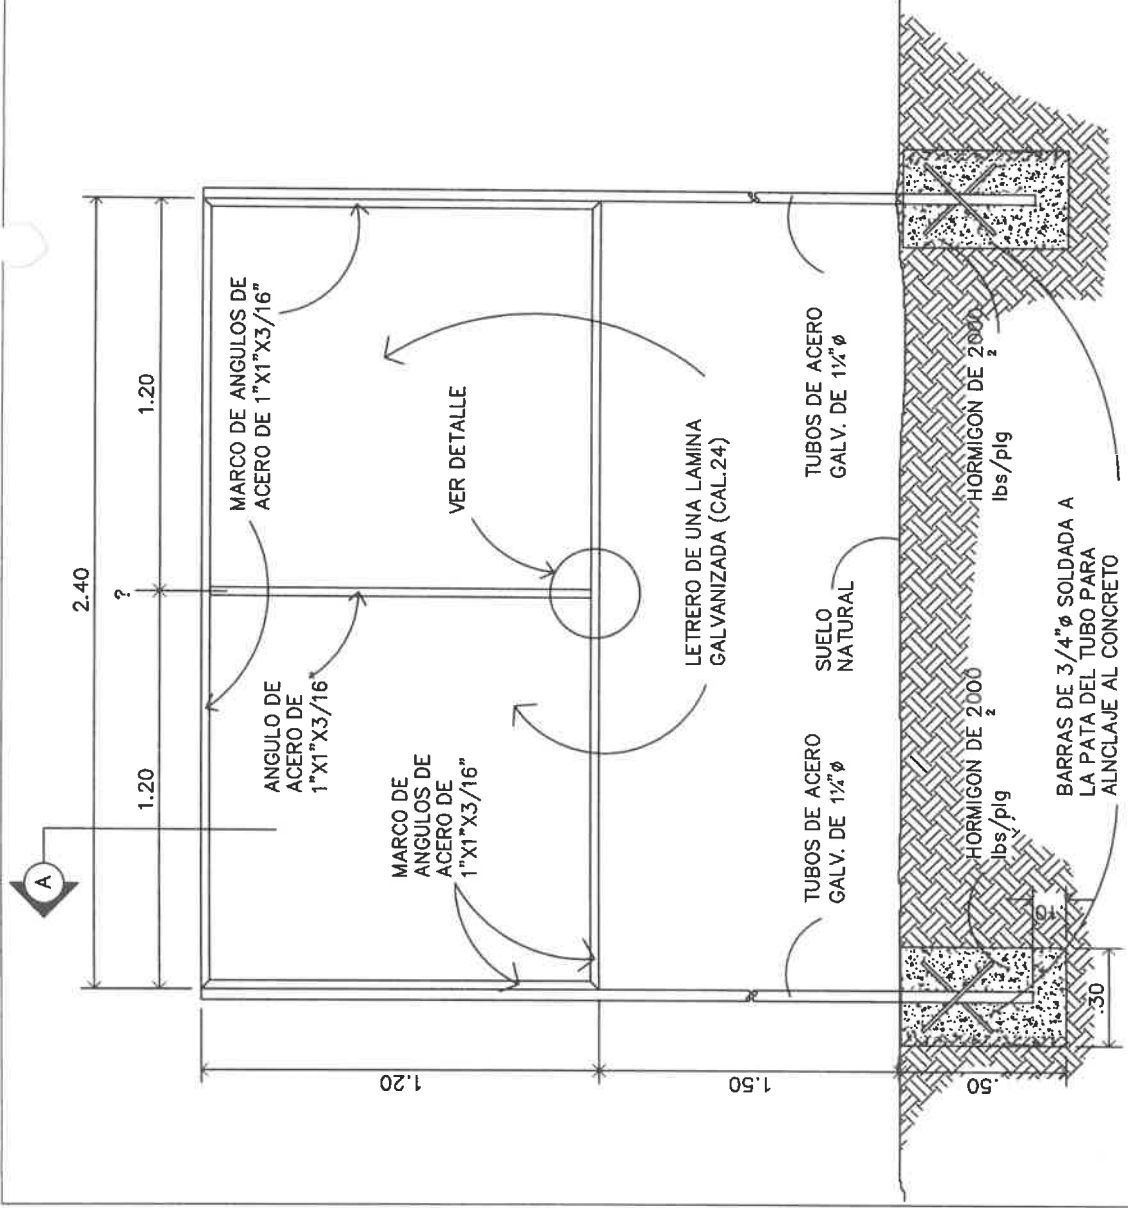 2.40
1.20
?
1.20
A
MARCO DE ANGULOS DE
ACERO DE 1"X1"X3/16"
ANGULO DE
ACERO DE
1"X1"X3/16
VER DETALLE
MARCO DE
ANGULOS DE
ACERO DE
1"X1"X3/16"
LETRERO DE UNA LAMINA
GALVANIZADA (CAL.24)
TUBOS DE ACERO
GALV. DE 1¼"ø
SUELO
NATURAL
TUBOS DE ACERO
GALV. DE 1¼"ø
HORMIGON DE 2000
lbs/plg 2
HORMIGON DE 2000
lbs/plg 2
BARRAS DE 3/4"ø SOLDADA A
LA PATA DEL TUBO PARA
ALNCLAJE AL CONCRETO
1.20
1.50
.50
.30
.10